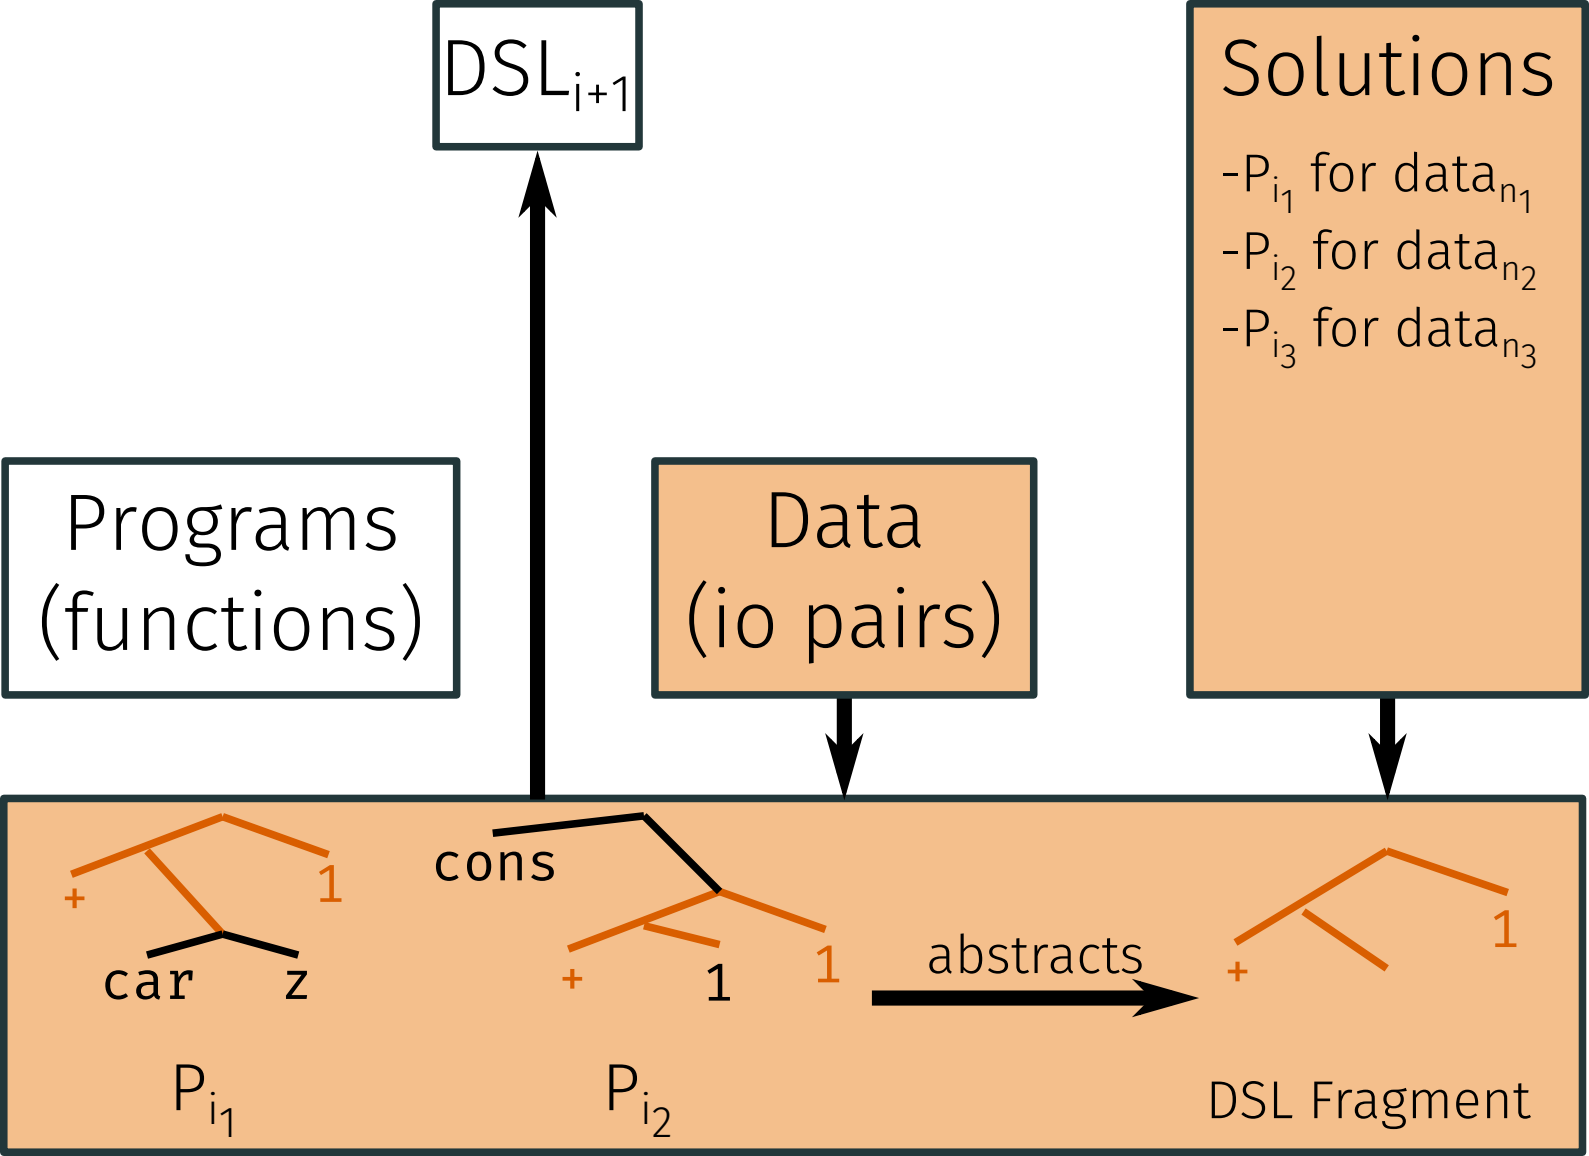 DSLi+1
Solutions
-Pi1 for datan1
-Pi2 for datan2
-Pi3 for datan3
Programs
(functions)
Data
(io pairs)
+
car
z
1
Pi1
cons
+
1
1
Pi2
abstracts
+
1
DSL Fragment